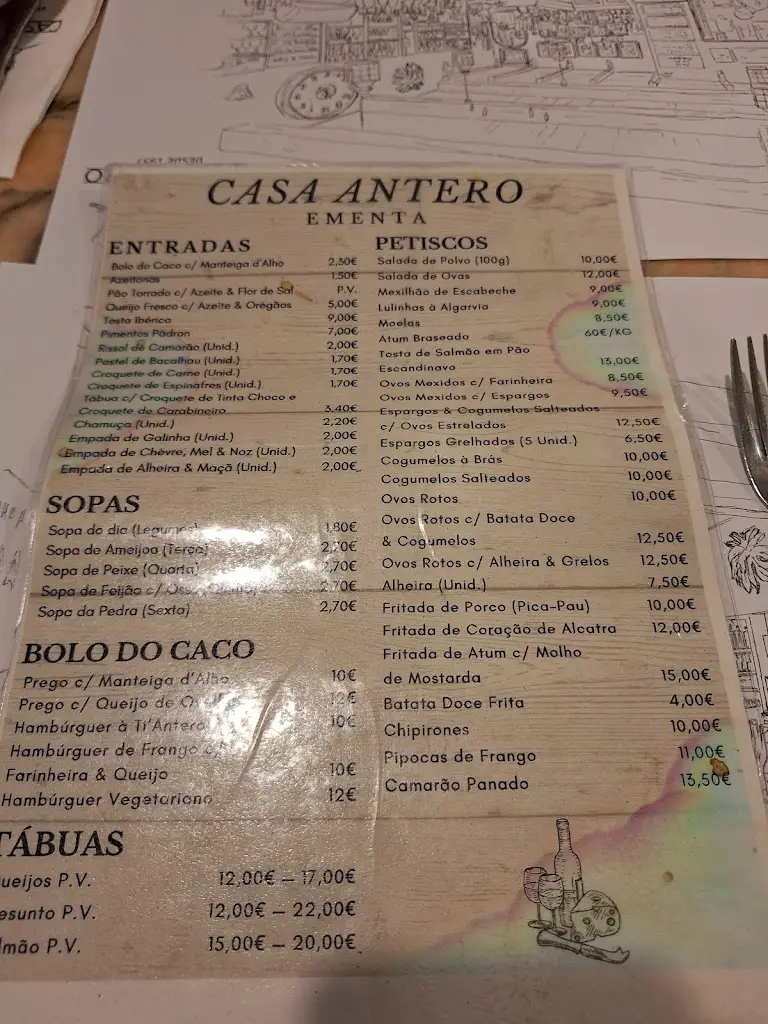 CASA ANTERO
EMENTA
ENTRADAS
Bolo do Caco c/ Manteiga d'Alho 2,50€
Azeitonas 1,50€
Pão Torrado c/ Azeite & Flor de Sal P.V.
Queijo Fresco c/ Azeite & Orégãos 5,00€
Tosta Ibérica 9,00€
Pimentos Padron 7,00€
Rissol de Camarão (Unid.) 2,00€
Pastel de Bacalhau (Unid.) 1,70€
Croquete de Carne (Unid.) 1,70€
Croquete de Espinafres (Unid.) 1,70€
Tábua c/ Croquete de Tinta Choco e
Croquete de Carabineiro 3,40€
Chamuça (Unid.) 2,20€
Empada de Galinha (Unid.) 2,00€
Empada de Chèvre, Mel & Noz (Unid.) 2,00€
Empada de Alheira & Maçã (Unid.) 2,00€
SOPAS
Sopa do dia (Legumes) 1,80€
Sopa de Ameijoa (Terça) 2,70€
Sopa de Peixe (Quarta) 2,70€
Sopa de Feijão c/ 2,70€
Sopa da Pedra (Sexta) 2,70€
BOLO DO CACO
Prego c/ Manteiga d'Alho 10€
Prego c/ Queijo de 12€
Hambúrguer à Ti'Antero 10€
Hambúrguer de Frango c/
Farinheira & Queijo 10€
Hambúrguer Vegetariano 12€
TÁBUAS
ueijos P.V. 12,00€ – 17,00€
esunto P.V. 12,00€ – 22,00€
lmão P.V. 15,00€ – 20,00€
PETISCOS
Salada de Polvo (100g) 10,00€
Salada de Ovas 12,00€
Mexilhão de Escabeche 9,00€
Lulinhas à Algarvia 9,00€
Moelas 8,50€
Atum Braseado 60€/KG
Tosta de Salmão em Pão
Escandinavo 13,00€
Ovos Mexidos c/ Farinheira 8,50€
Ovos Mexidos c/ Espargos 9,50€
Espargos & Cogumelos Salteados
c/ Ovos Estrelados 12,50€
Espargos Grelhados (5 Unid.) 6,50€
Cogumelos à Brás 10,00€
Cogumelos Salteados 10,00€
Ovos Rotos 10,00€
Ovos Rotos c/ Batata Doce
& Cogumelos 12,50€
Ovos Rotos c/ Alheira & Grelos 12,50€
Alheira (Unid.) 7,50€
Fritada de Porco (Pica-Pau) 10,00€
Fritada de Coração de Alcatra 12,00€
Fritada de Atum c/ Molho
de Mostarda 15,00€
Batata Doce Frita 4,00€
Chipirones 10,00€
Pipocas de Frango 11,00€
Camarão Panado 13,50€